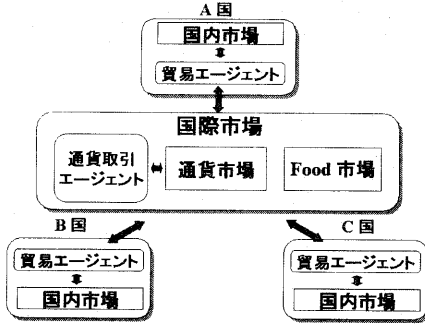 A 国
国内市場
貿易エージェント
国際市場
通貨取引
エージェント
通貨市場
Food 市場
B 国
貿易エージェント
国内市場
C 国
貿易エージェント
国内市場